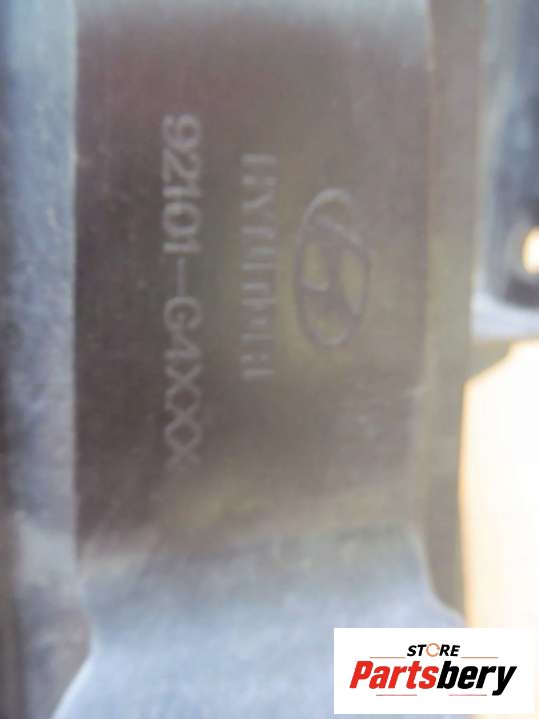 HYUNDAI
92101-G4XXX
STORE
Partsbery